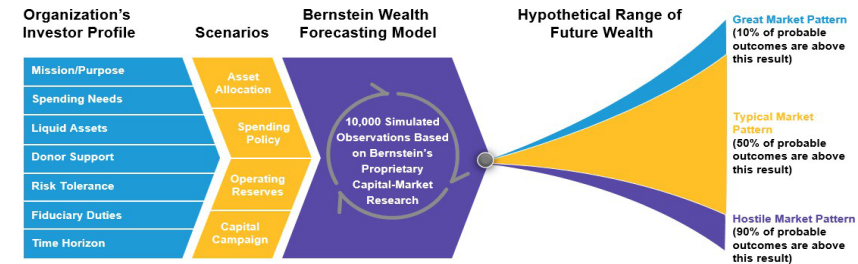 Organization's
Investor Profile
Mission/Purpose
Spending Needs
Liquid Assets
Donor Support
Risk Tolerance
Fiduciary Duties
Time Horizon
Scenarios
Asset
Allocation
Spending
Policy
Operating
Reserves
Capital
Campaign
Bernstein Wealth
Forecasting Model
10,000 Simulated
Observations Based
on Bernstein's
Proprietary
Capital-Market
Research
Hypothetical Range of
Future Wealth
Great Market Pattern
(10% of probable
outcomes are above
this result)
Typical Market
Pattern
(50% of probable
outcomes are above
this result)
Hostile Market Pattern
(90% of probable
outcomes are above
this result)